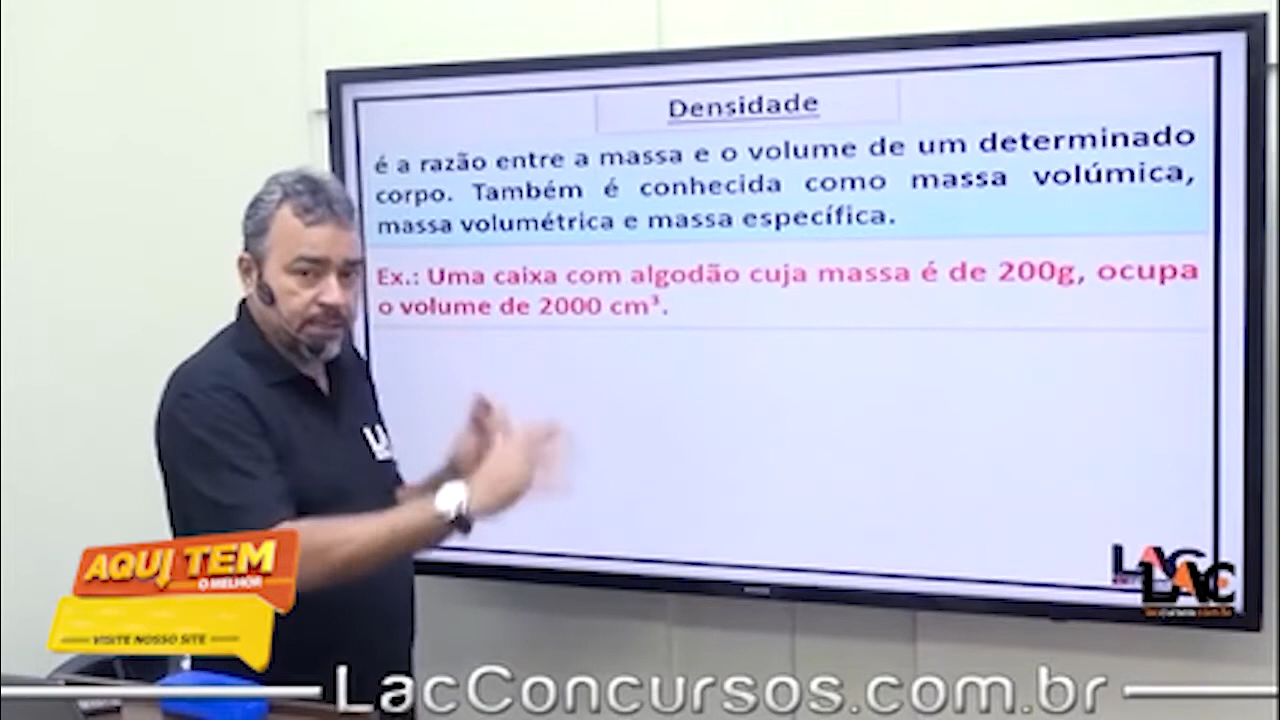 Densidade
é a razão entre a massa e o volume de um determinado
corpo. Também é conhecida como massa volúmica,
massa volumétrica e massa específica.
Ex.: Uma caixa com algodão cuja massa é de 200g, ocupa
o volume de 2000 cm³.
AQUI TEM
O MELHOR
VISITE NOSSO SITE
LAC
LAC
LacConcursos.com.br